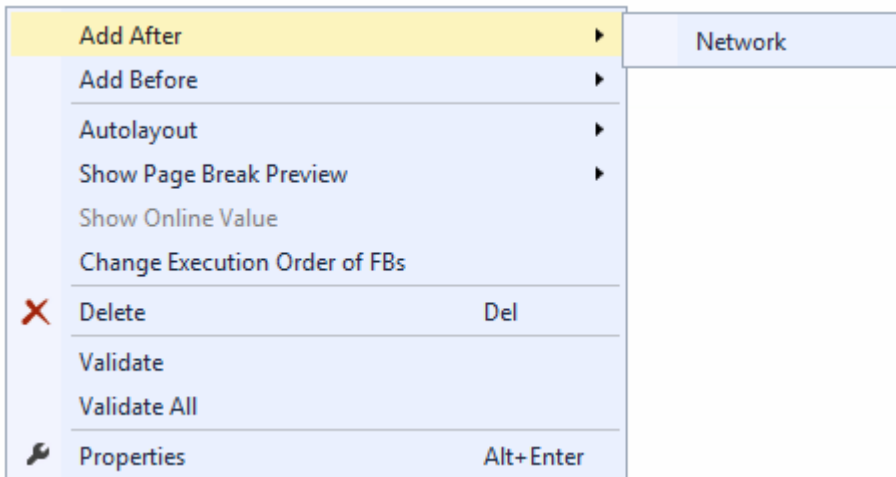 Add After
Network
Add Before
Autolayout
Show Page Break Preview
Show Online Value
Change Execution Order of FBs
Delete Del
Validate
Validate All
Properties Alt+Enter